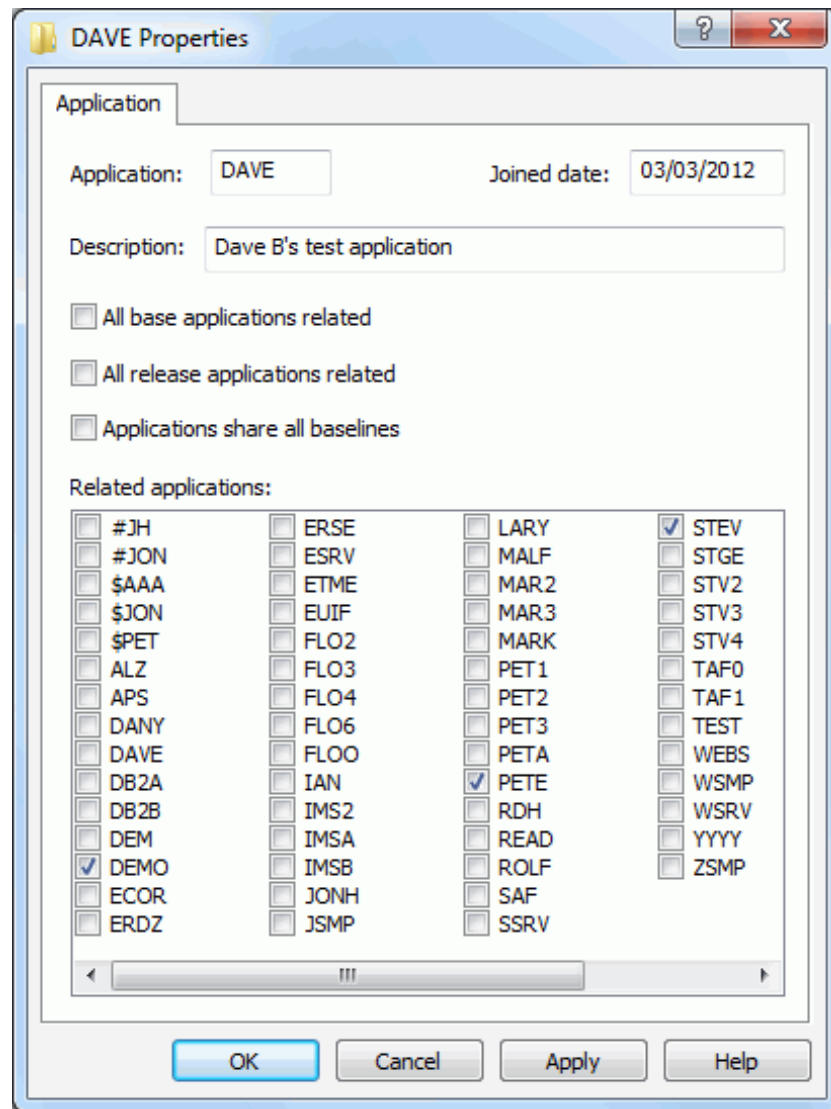 DAVE Properties
Application
Application: DAVE Joined date: 03/03/2012
Description: Dave B's test application
All base applications related
All release applications related
Applications share all baselines
Related applications:
#JH ERSE LARY STEV
#JON ESRV MALF STGE
$AAA ETME MAR2 STV2
$JON EUIF MAR3 STV3
$PET FLO2 MARK STV4
ALZ FLO3 PET1 TAF0
APS FLO4 PET2 TAF1
DANY FLO6 PET3 TEST
DAVE FLOO PETA WEBS
DB2A IAN PETE WSMP
DB2B IMS2 RDH WSRV
DEM IMSA READ YYYY
DEMO IMSB ROLF ZSMP
ECOR JONH SAF
ERDZ JSMP SSRV
OK Cancel Apply Help